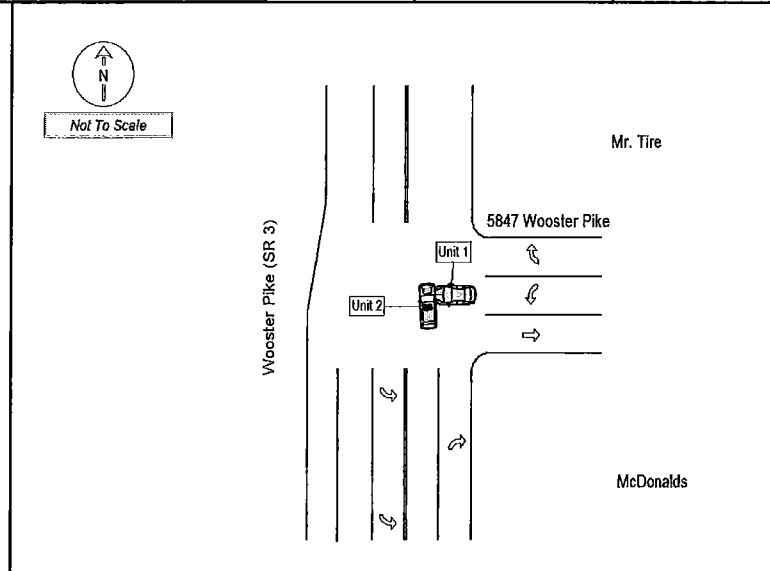 N
Not To Scale
Mr. Tire
5847 Wooster Pike
Wooster Pike (SR 3)
Unit 1
Unit 2
McDonalds